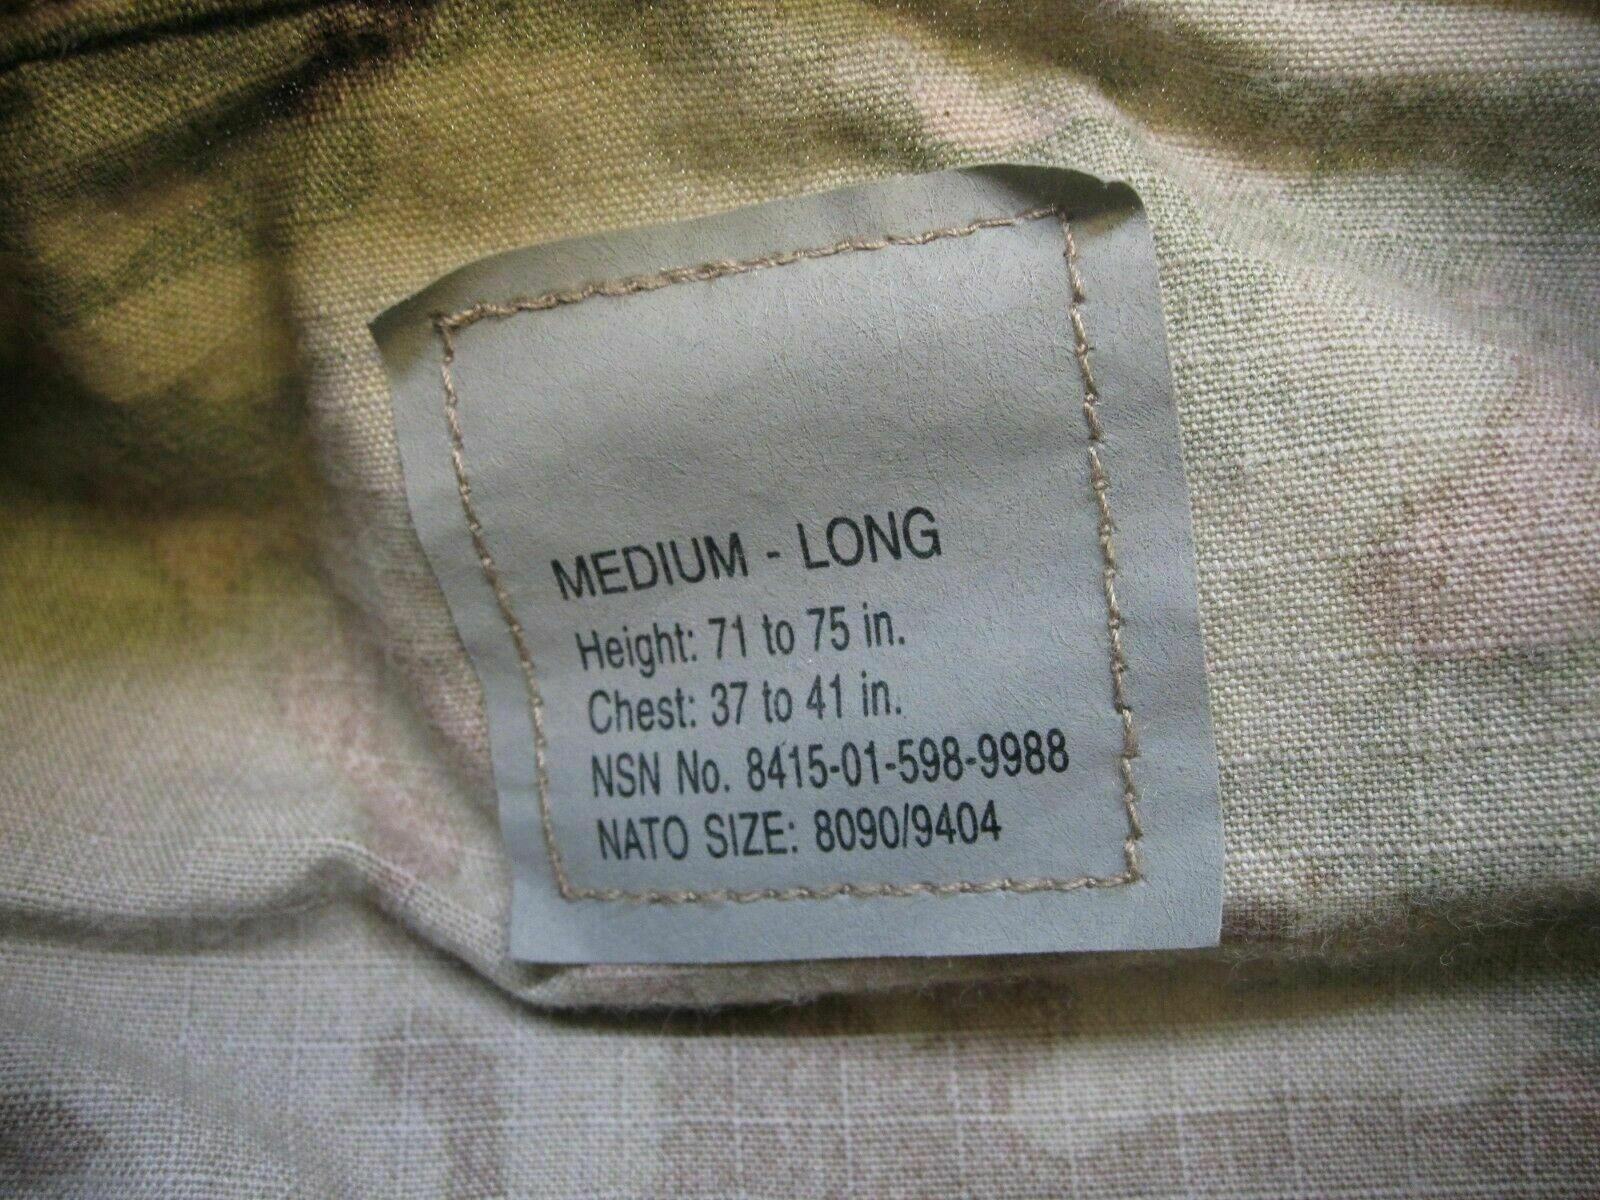 MEDIUM - LONG
Height: 71 to 75 in.
Chest: 37 to 41 in.
NSN No. 8415-01-598-9988
NATO SIZE: 8090/9404